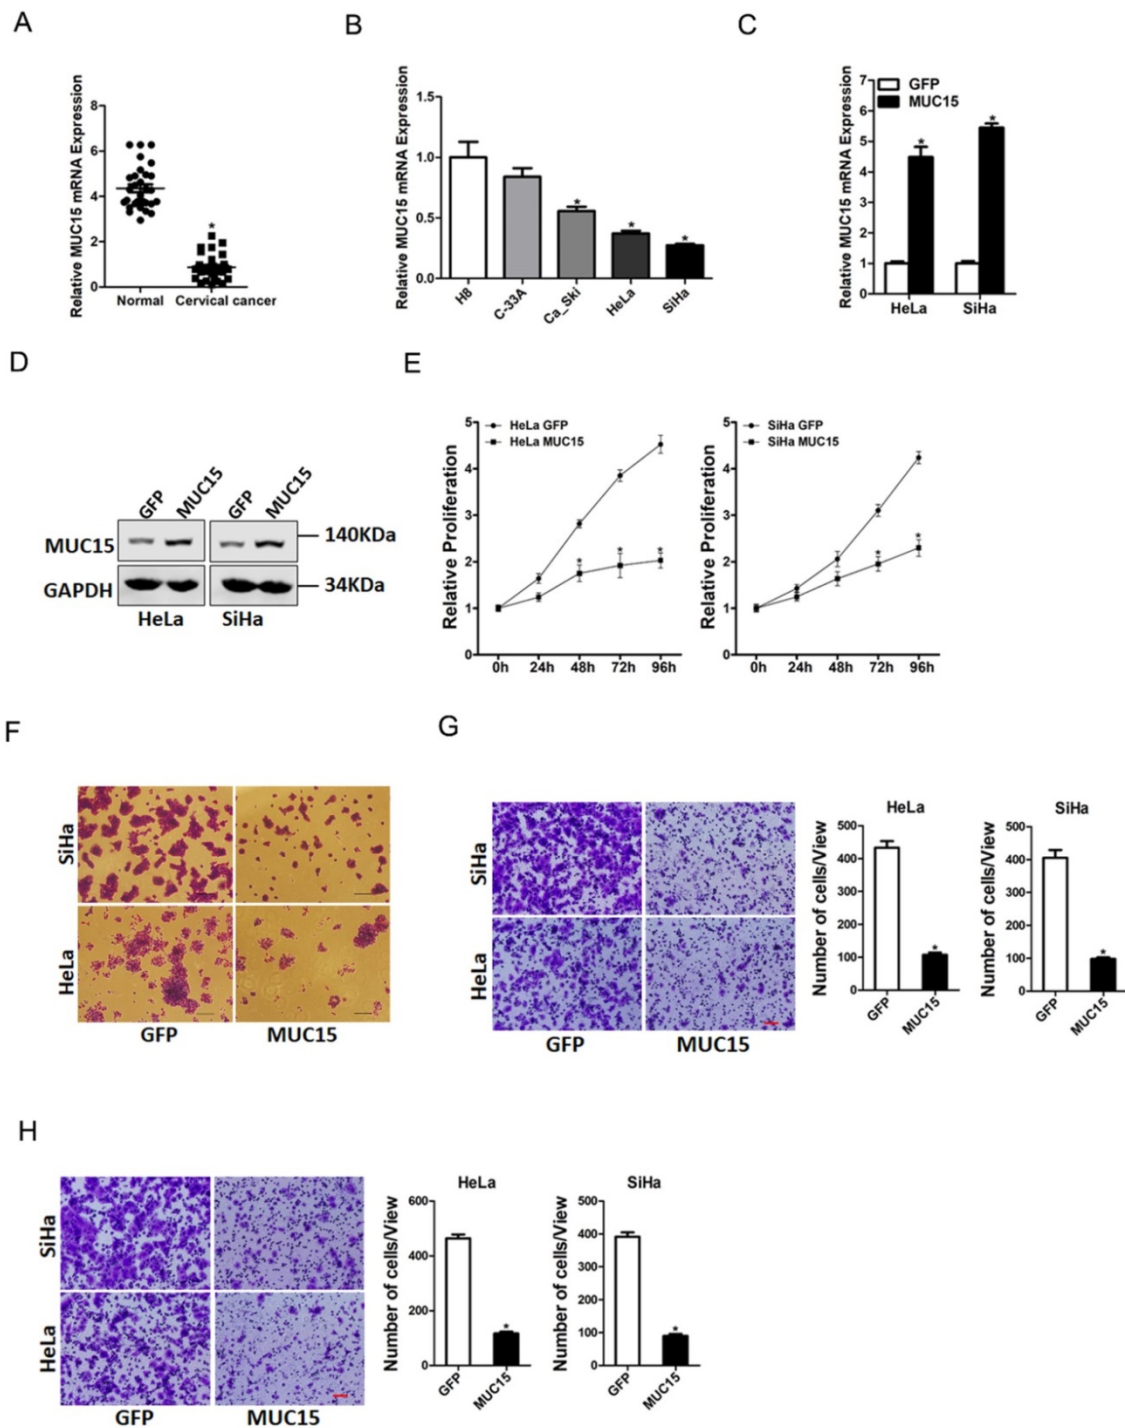 A
B
C
Relative MUC15 mRNA Expression
8
6
4
2
0
*
Normal
Cervical cancer
Relative MUC15 mRNA Expression
1.5
1.0
0.5
0.0
*
*
*
H8
C-33A
Ca_Ski
HeLa
SiHa
Relative MUC15 mRNA Expression
7
6
5
4
3
2
1
0
GFP
MUC15
*
*
HeLa
SiHa
D
E
GFP
MUC15
GFP
MUC15
MUC15
140KDa
GAPDH
34KDa
HeLa
SiHa
Relative Proliferation
5
4
3
2
1
0
HeLa GFP
HeLa MUC15
*
*
*
0h
24h
48h
72h
96h
Relative Proliferation
5
4
3
2
1
0
SiHa GFP
SiHa MUC15
*
*
0h
24h
48h
72h
96h
F
G
SiHa
HeLa
GFP
MUC15
SiHa
HeLa
GFP
MUC15
HeLa
Number of cells/View
500
400
300
200
100
0
*
GFP
MUC15
SiHa
Number of cells/View
500
400
300
200
100
0
*
GFP
MUC15
H
SiHa
HeLa
GFP
MUC15
HeLa
Number of cells/View
600
400
200
0
*
GFP
MUC15
SiHa
Number of cells/View
500
400
300
200
100
0
*
GFP
MUC15